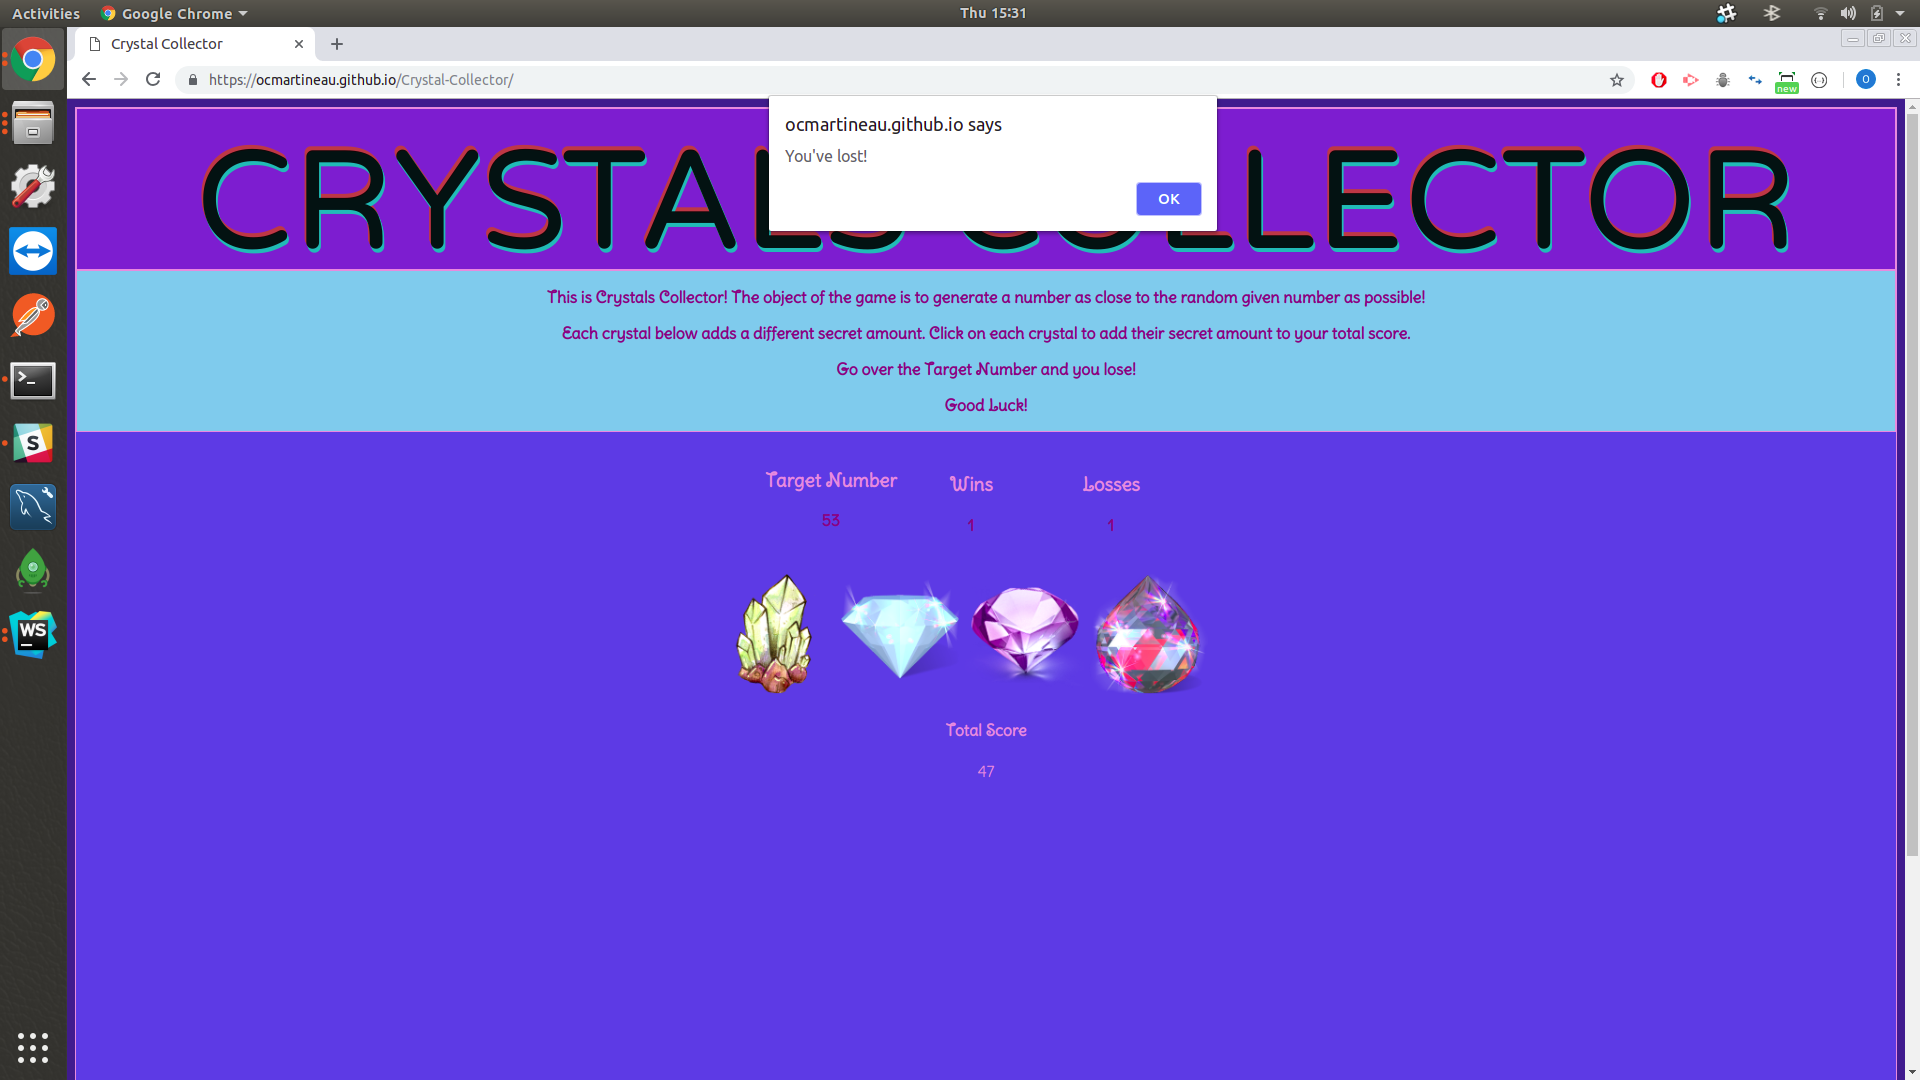 Activities
Google Chrome
Thu 15:31
Crystal Collector
https://ocmartineau.github.io/Crystal-Collector/
new
O
ocmartineau.github.io says
You've lost!
OK
CRYSTALS COLLECTOR
This is Crystals Collector! The object of the game is to generate a number as close to the random given number as possible!
Each crystal below adds a different secret amount. Click on each crystal to add their secret amount to your total score.
Go over the Target Number and you lose!
Good Luck!
Target Number
Wins
Losses
53
1
1
Total Score
47
S
WS
>_